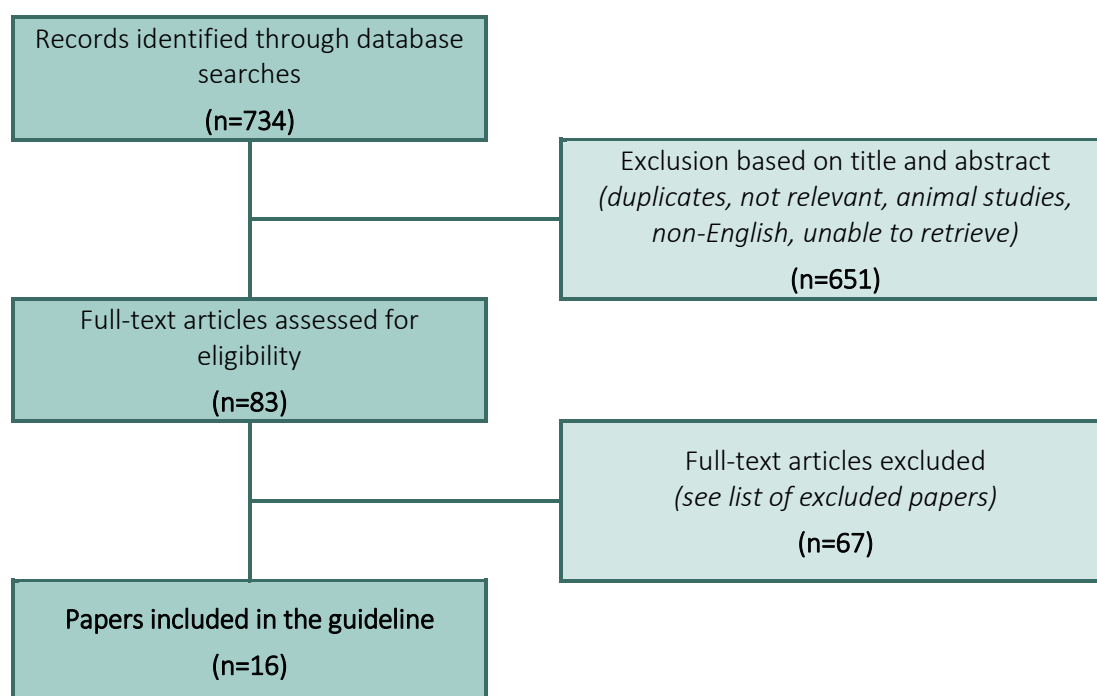 Records identified through database
searches
(n=734)
Exclusion based on title and abstract
(duplicates, not relevant, animal studies,
non-English, unable to retrieve)
(n=651)
Full-text articles assessed for
eligibility
(n=83)
Full-text articles excluded
(see list of excluded papers)
(n=67)
Papers included in the guideline
(n=16)